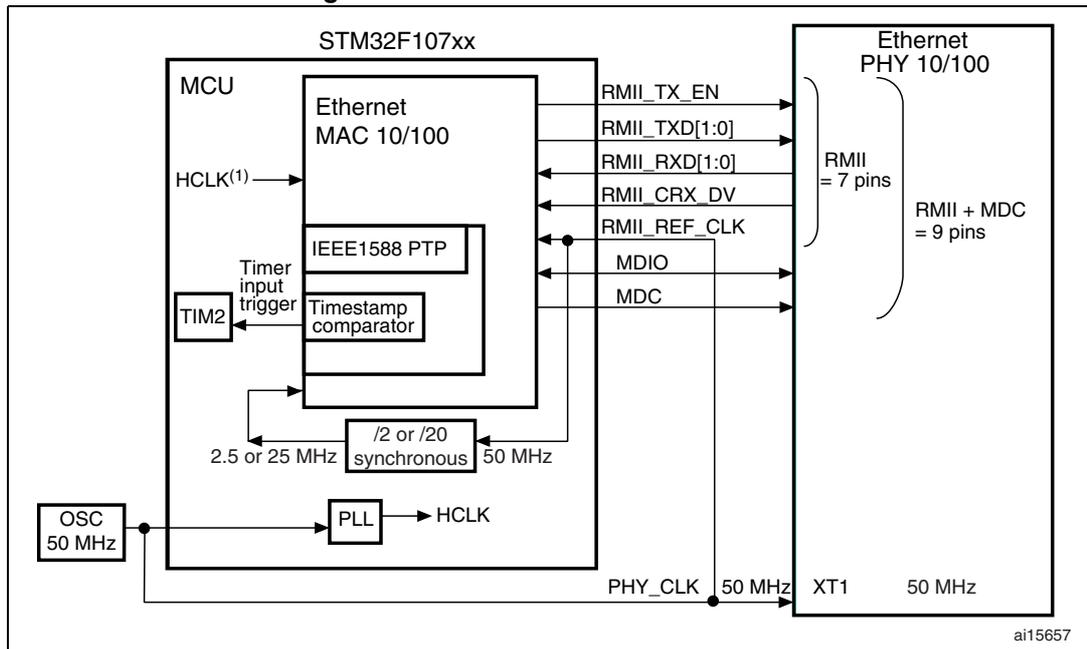 STM32F107xx
MCU
Ethernet
MAC 10/100
HCLK(1)
IEEE1588 PTP
Timer
input
trigger
Timestamp
comparator
TIM2
/2 or /20
synchronous
2.5 or 25 MHz
50 MHz
OSC
50 MHz
PLL
HCLK
RMII_TX_EN
RMII_TXD[1:0]
RMII_RXD[1:0]
RMII_CRX_DV
RMII_REF_CLK
MDIO
MDC
Ethernet
PHY 10/100
RMII
= 7 pins
RMII + MDC
= 9 pins
PHY_CLK
50 MHz
XT1
50 MHz
ai15657